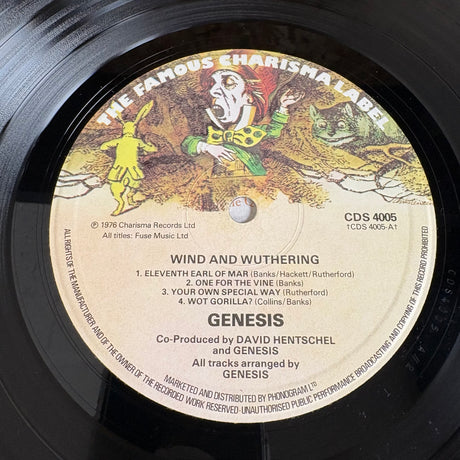 THE FAMOUS CHARISMA LABEL
℗ 1976 Charisma Records Ltd
All titles: Fuse Music Ltd
CDS 4005
↑CDS 4005-A↑
WIND AND WUTHERING
1. ELEVENTH EARL OF MAR (Banks/Hackett/Rutherford)
2. ONE FOR THE VINE (Banks)
3. YOUR OWN SPECIAL WAY (Rutherford)
4. WOT GORILLA? (Collins/Banks)
GENESIS
Co-Produced by DAVID HENTSCHEL
and GENESIS
All tracks arranged by
GENESIS
MARKETED AND DISTRIBUTED BY PHONOGRAM LTD
ALL RIGHTS OF THE MANUFACTURER AND OF THE OWNER OF THE RECORDED WORK RESERVED-UNAUTHORISED PUBLIC PERFORMANCE BROADCASTING AND COPYING OF THIS RECORD PROHIBITED